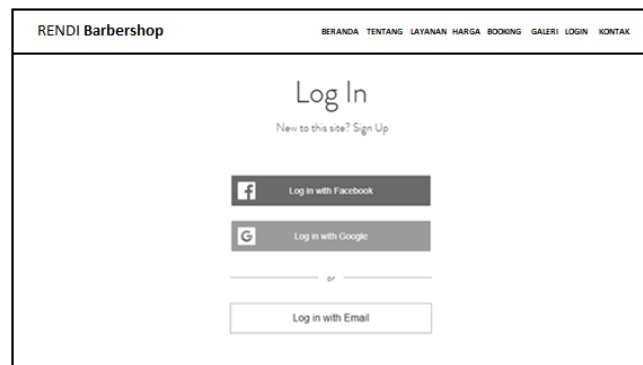 RENDI Barbershop
BERANDA TENTANG LAYANAN HARGA BOOKING GALERI LOGIN KONTAK
Log In
New to this site? Sign Up
Log in with Facebook
G Log in with Google
or
Log in with Email